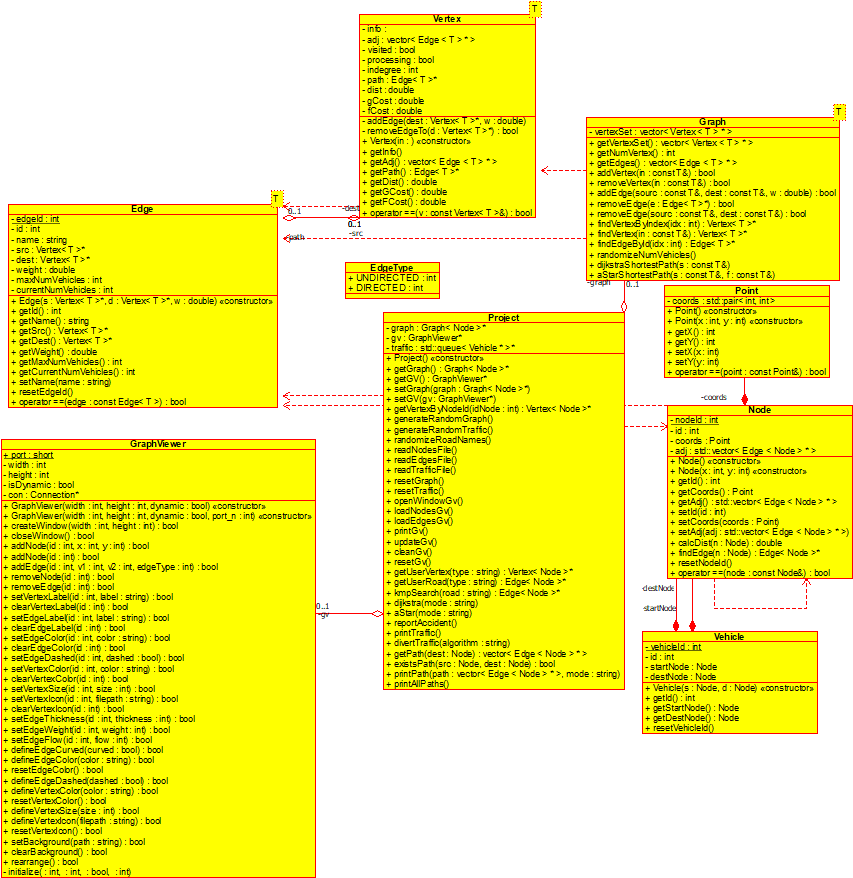 T
Vertex
- info :
- adj : vector< Edge < T > * >
- visited : bool
- processing : bool
- indegree : int
- path : Edge< T >*
- dist : double
- gCost : double
- fCost : double
- addEdge(dest : Vertex< T >*, w : double)
- removeEdgeTo(d : Vertex< T >*) : bool
+ Vertex(in : ) «constructor»
+ getInfo()
+ getAdj() : vector< Edge < T > * >
+ getPath() : Edge< T >*
+ getDist() : double
+ getGCost() : double
+ getFCost() : double
+ operator ==(v : const Vertex< T >&) : bool
T
Graph
- vertexSet : vector< Vertex < T > * >
+ getVertexSet() : vector< Vertex < T > * >
+ getNumVertex() : int
+ getEdges() : vector< Edge < T > * >
+ addVertex(in : const T&) : bool
+ removeVertex(in : const T&) : bool
+ addEdge(sourc : const T&, dest : const T&, w : double) : bool
+ removeEdge(e : Edge< T >*) : bool
+ removeEdge(sourc : const T&, dest : const T&) : bool
+ findVertexByIndex(idx : int) : Vertex< T >*
+ findVertex(in : const T&) : Vertex< T >*
+ findEdgeById(idx : int) : Edge< T >*
+ randomizeNumVehicles()
+ dijkstraShortestPath(s : const T&)
+ aStarShortestPath(s : const T&, f : const T&)
T
Edge
- edgeId : int
- id : int
- name : string
- src : Vertex< T >*
- dest : Vertex< T >*
- weight : double
- maxNumVehicles : int
- currentNumVehicles : int
+ Edge(s : Vertex< T >*, d : Vertex< T >*, w : double) «constructor»
+ getId() : int
+ getName() : string
+ getSrc() : Vertex< T >*
+ getDest() : Vertex< T >*
+ getWeight() : double
+ getMaxNumVehicles() : int
+ getCurrentNumVehicles() : int
+ setName(name : string)
+ resetEdgeId()
+ operator ==(edge : const Edge< T >) : bool
-dest
0..1
0..1
-src
-path
EdgeType
+ UNDIRECTED : int
+ DIRECTED : int
-graph
0..1
Point
- coords : std::pair< int, int>
+ Point() «constructor»
+ Point(x : int, y : int) «constructor»
+ getX() : int
+ getY() : int
+ setX(x : int)
+ setY(y : int)
+ operator ==(point : const Point&) : bool
-coords
Project
- graph : Graph< Node >*
- gv : GraphViewer*
- traffic : std::queue< Vehicle * > *
+ Project() «constructor»
+ getGraph() : Graph< Node >*
+ getGV() : GraphViewer*
+ setGraph(graph : Graph< Node >*)
+ setGV(gv : GraphViewer*)
+ getVertexByNodeId(idNode : int) : Vertex< Node >*
+ generateRandomGraph()
+ generateRandomTraffic()
+ randomizeRoadNames()
+ readNodesFile()
+ readEdgesFile()
+ readTrafficFile()
+ resetGraph()
+ resetTraffic()
+ openWindowGv()
+ loadNodesGv()
+ loadEdgesGv()
+ printGv()
+ updateGv()
+ cleanGv()
+ resetGv()
+ getUserVertex(type : string) : Vertex< Node >*
+ getUserRoad(type : string) : Edge< Node >*
+ kmpSearch(road : string) : Edge< Node >*
+ dijkstra(mode : string)
+ aStar(mode : string)
+ reportAccident()
+ printTraffic()
+ divertTraffic(algorithm : string)
+ getPath(dest : Node) : vector< Edge < Node > * >
+ existsPath(src : Node, dest : Node) : bool
+ printPath(path : vector< Edge < Node > * >, mode : string)
+ printAllPaths()
Node
- nodeId : int
- id : int
- coords : Point
- adj : std::vector< Edge < Node > * >
+ Node() «constructor»
+ Node(x : int, y : int) «constructor»
+ getId() : int
+ getCoords() : Point
+ getAdj() : std::vector< Edge < Node > * >
+ setId(id : int)
+ setCoords(coords : Point)
+ setAdj(adj : std::vector< Edge < Node > * >)
+ calcDist(n : Node) : double
+ findEdge(n : Node) : Edge< Node >*
+ resetNodeId()
+ operator ==(node : const Node&) : bool
-destNode
-startNode
Vehicle
- vehicleId : int
- id : int
- startNode : Node
- destNode : Node
+ Vehicle(s : Node, d : Node) «constructor»
+ getId() : int
+ getStartNode() : Node
+ getDestNode() : Node
+ resetVehicleId()
GraphViewer
+ port : short
- width : int
- height : int
- isDynamic : bool
- con : Connection*
+ GraphViewer(width : int, height : int, dynamic : bool) «constructor»
+ GraphViewer(width : int, height : int, dynamic : bool, port_n : int) «constructor»
+ createWindow(width : int, height : int) : bool
+ closeWindow() : bool
+ addNode(id : int, x : int, y : int) : bool
+ addNode(id : int) : bool
+ addEdge(id : int, v1 : int, v2 : int, edgeType : int) : bool
+ removeNode(id : int) : bool
+ removeEdge(id : int) : bool
+ setVertexLabel(id : int, label : string) : bool
+ clearVertexLabel(id : int) : bool
+ setEdgeLabel(id : int, label : string) : bool
+ clearEdgeLabel(id : int) : bool
+ setEdgeColor(id : int, color : string) : bool
+ clearEdgeColor(id : int) : bool
+ setEdgeDashed(id : int, dashed : bool) : bool
+ setVertexColor(id : int, color : string) : bool
+ clearVertexColor(id : int) : bool
+ setVertexSize(id : int, size : int) : bool
+ setVertexIcon(id : int, filepath : string) : bool
+ clearVertexIcon(id : int) : bool
+ setEdgeThickness(id : int, thickness : int) : bool
+ setEdgeWeight(id : int, weight : int) : bool
+ setEdgeFlow(id : int, flow : int) : bool
+ defineEdgeCurved(curved : bool) : bool
+ defineEdgeColor(color : string) : bool
+ resetEdgeColor() : bool
+ defineEdgeDashed(dashed : bool) : bool
+ defineVertexColor(color : string) : bool
+ resetVertexColor() : bool
+ defineVertexSize(size : int) : bool
+ defineVertexIcon(filepath : string) : bool
+ resetVertexIcon() : bool
+ setBackground(path : string) : bool
+ clearBackground() : bool
+ rearrange() : bool
- initialize( : int, : int, : bool, : int)
0..1
-gv